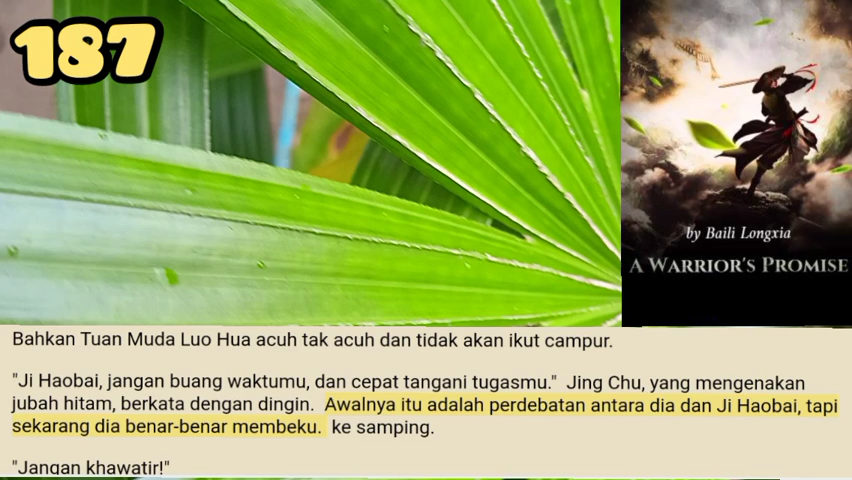 187
by Baili Longxia
A Warrior's Promise
Bahkan Tuan Muda Luo Hua acuh tak acuh dan tidak akan ikut campur.
"Ji Haobai, jangan buang waktumu, dan cepat tangani tugasmu." Jing Chu, yang mengenakan
jubah hitam, berkata dengan dingin. Awalnya itu adalah perdebatan antara dia dan Ji Haobai, tapi
sekarang dia benar-benar membeku. ke samping.
"Jangan khawatir!"